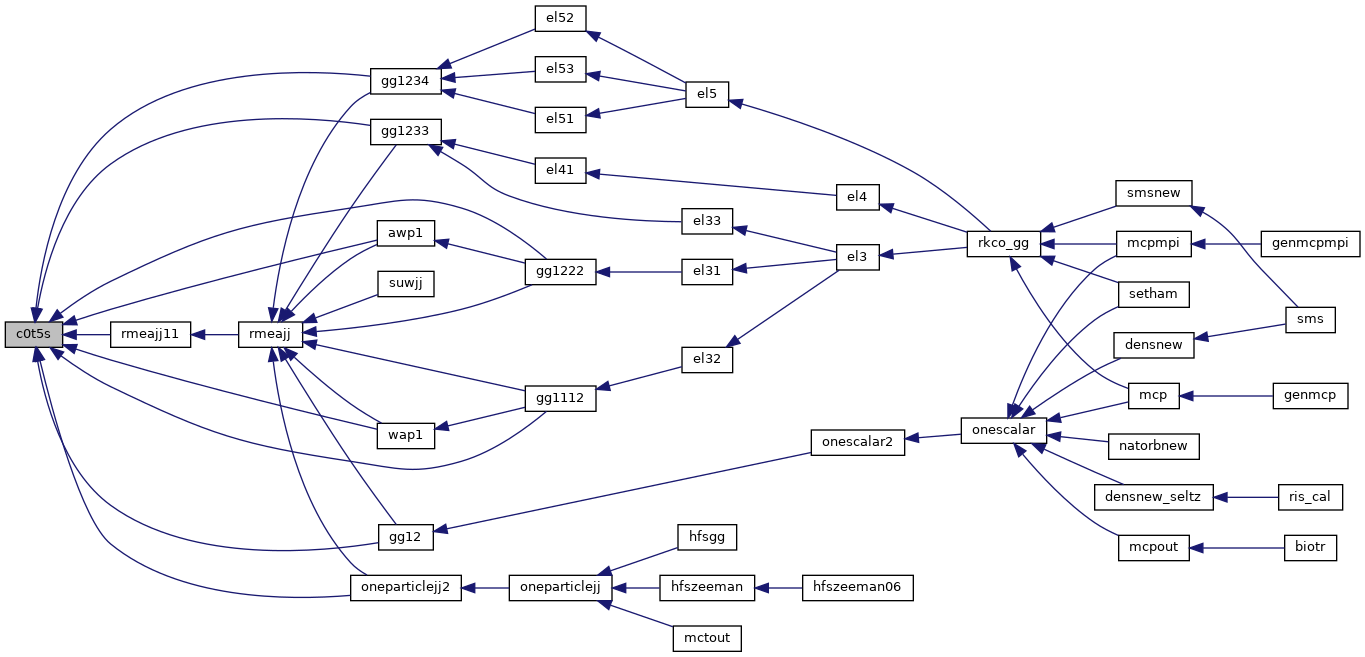 el52
el53
gg1234
el5
el51
gg1233
el41
smsnew
el4
el33
awp1
rkco_gg
mcpmpi
genmcpmpi
el3
gg1222
el31
suwjj
setham
sms
c0t5s
rmeajj11
rmeajj
densnew
el32
gg1112
mcp
genmcp
wap1
onescalar2
onescalar
natorbnew
densnew_seltz
ris_cal
gg12
hfsgg
mcpout
biotr
oneparticlejj2
oneparticlejj
hfszeeman
hfszeeman06
mctout